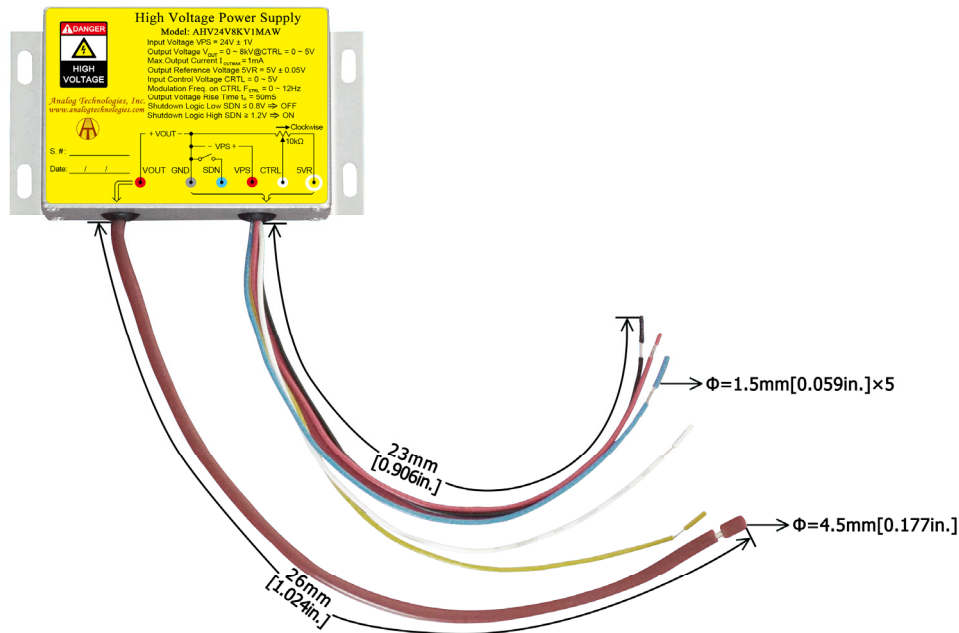 High Voltage Power Supply
Model: AHV24V8KV1MAW
DANGER
HIGH
VOLTAGE
Input Voltage VPS = 24V ± 1V
Output Voltage VOUT = 0 ~ 8kV@CTRL = 0 ~ 5V
Max.Output Current IOUTMAX = 1mA
Output Reference Voltage 5VR = 5V ± 0.05V
Input Control Voltage CRTL = 0 ~ 5V
Modulation Freq. on CTRL FCTRL = 0 ~ 12Hz
Output Voltage Rise Time tr = 50mS
Shutdown Logic Low SDN ≤ 0.8V ⇒ OFF
Shutdown Logic High SDN ≥ 1.2V ⇒ ON
Analog Technologies, Inc.
www.analogtechnologies.com
AT
S. #:
Date: / /
Clockwise
+ VOUT −
10kΩ
− VPS +
VOUT GND SDN VPS CTRL 5VR
Φ=1.5mm[0.059in.]×5
23mm
[0.906in.]
Φ=4.5mm[0.177in.]
26mm
[1.024in.]